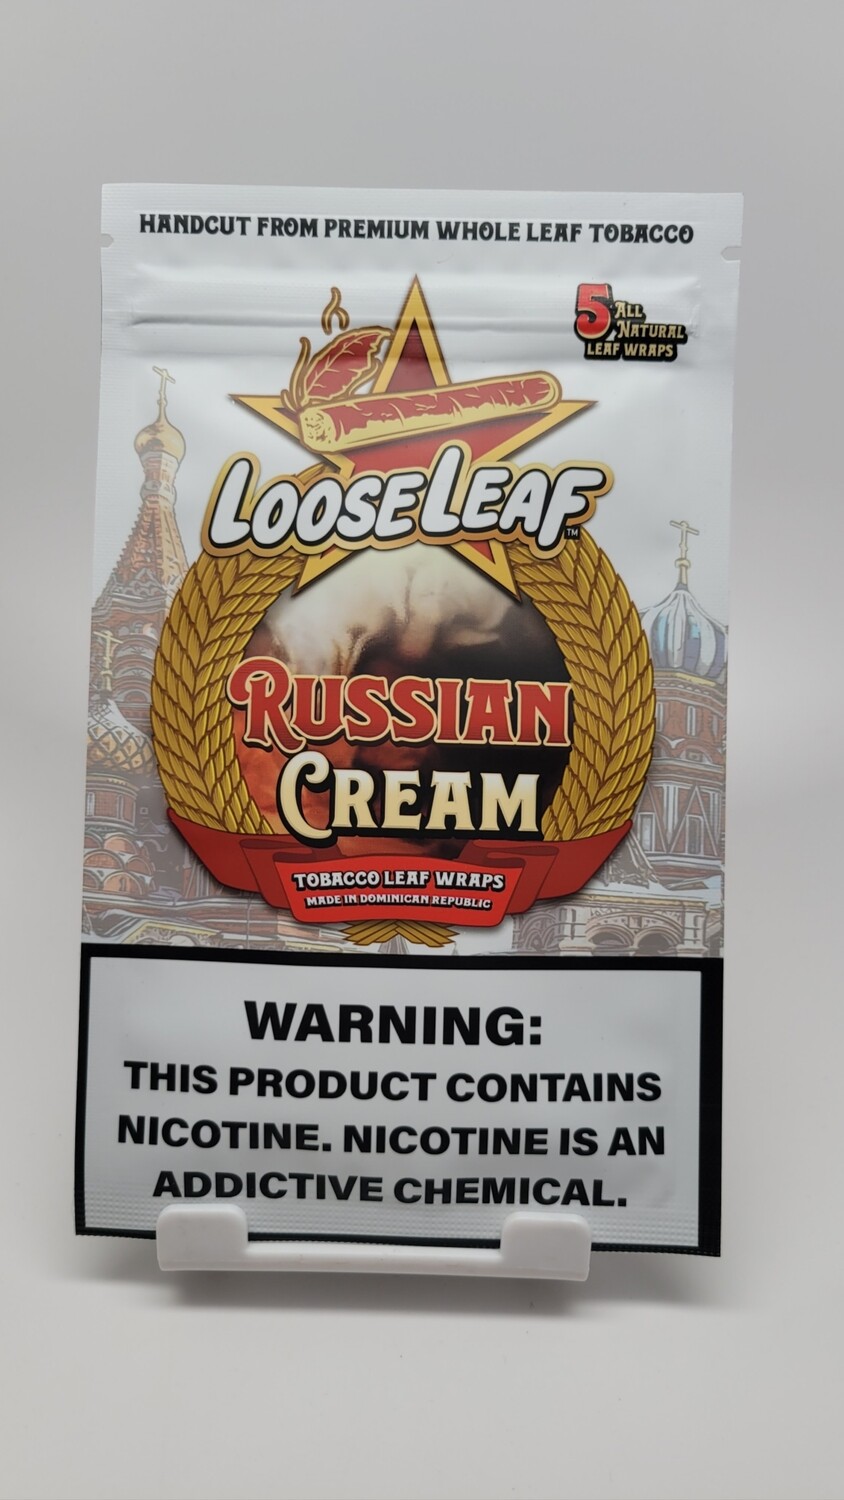 HANDCUT FROM PREMIUM WHOLE LEAF TOBACCO
5 ALL
NATURAL
LEAF WRAPS
LOOSELEAF™
RUSSIAN
CREAM
TOBACCO LEAF WRAPS
MADE IN DOMINICAN REPUBLIC
WARNING:
THIS PRODUCT CONTAINS
NICOTINE. NICOTINE IS AN
ADDICTIVE CHEMICAL.